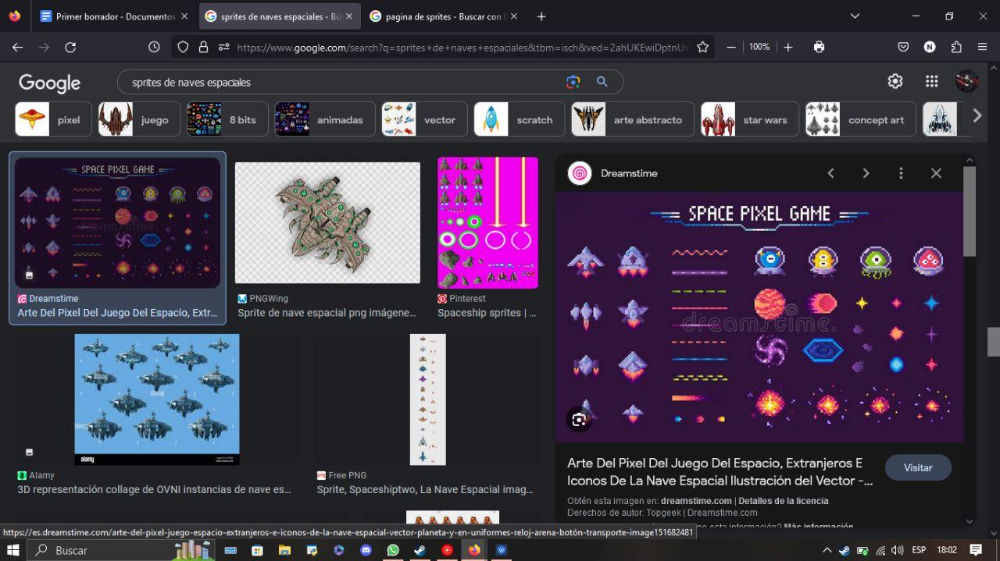 Primer borrador - Documentos
sprites de naves espaciales - Bú
pagina de sprites - Buscar con G
https://www.google.com/search?q=sprites+de+naves+espaciales&tbm=isch&ved=2ahUKEwiDptnUx
100%
N
Google
sprites de naves espaciales
pixel
juego
8 bits
animadas
vector
scratch
arte abstracto
star wars
concept art
SPACE PIXEL GAME
Dreamstime
Arte Del Pixel Del Juego Del Espacio, Extr...
PNGWing
Sprite de nave espacial png imágene...
Pinterest
Spaceship sprites | ...
alamy
alamy
Alamy
3D representación collage de OVNI instancias de nave es...
png
Free PNG
Sprite, Spaceshiptwo, La Nave Espacial imag...
Dreamstime
SPACE PIXEL GAME
dreamstime.
Arte Del Pixel Del Juego Del Espacio, Extranjeros E
Iconos De La Nave Espacial Ilustración del Vector -...
Visitar
Obtén esta imagen en: dreamstime.com | Detalles de la licencia
Derechos de autor: Topgeek | Dreamstime.com
esta información? Más información
https://es.dreamstime.com/arte-del-pixel-juego-espacio-extranjeros-e-iconos-de-la-nave-espacial-vector-planeta-y-en-uniformes-reloj-arena-botón-transporte-image151682481
Buscar
W
ESP
18:02